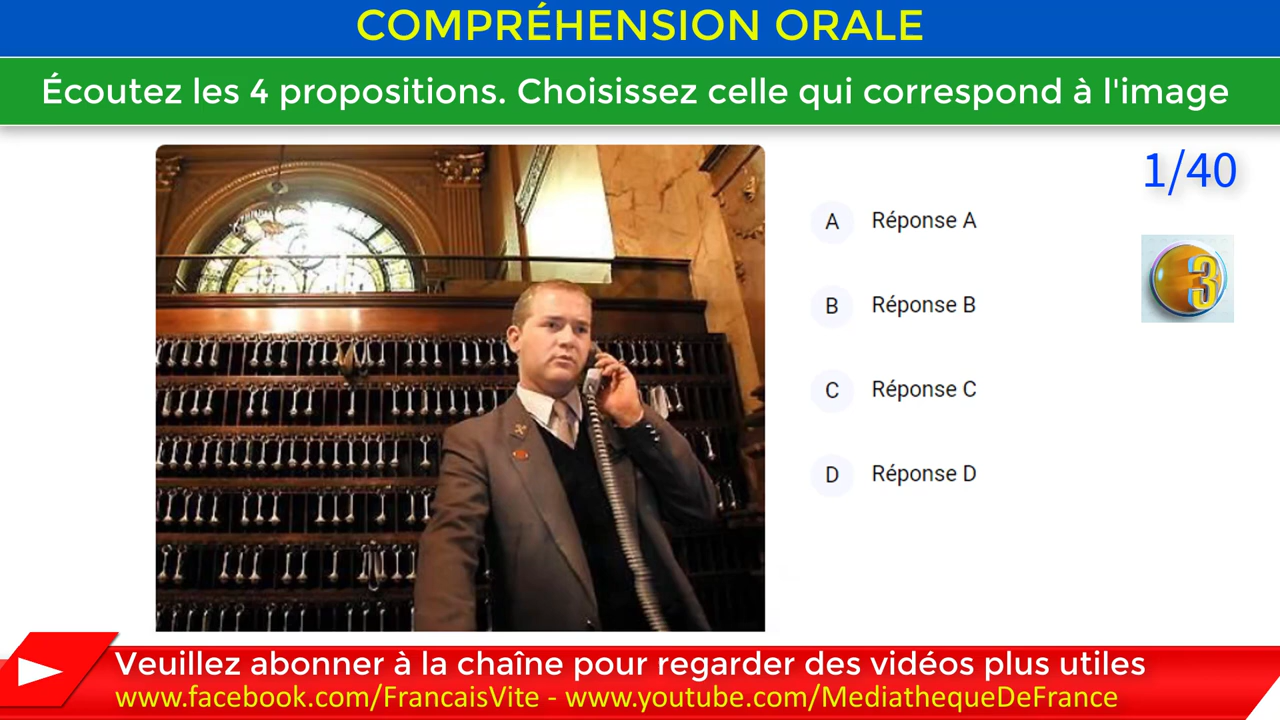 COMPRÉHENSION ORALE
Écoutez les 4 propositions. Choisissez celle qui correspond à l'image
1/40
3
A Réponse A
B Réponse B
C Réponse C
D Réponse D
Veuillez abonner à la chaîne pour regarder des vidéos plus utiles
www.facebook.com/FrancaisVite - www.youtube.com/MediathequeDeFrance